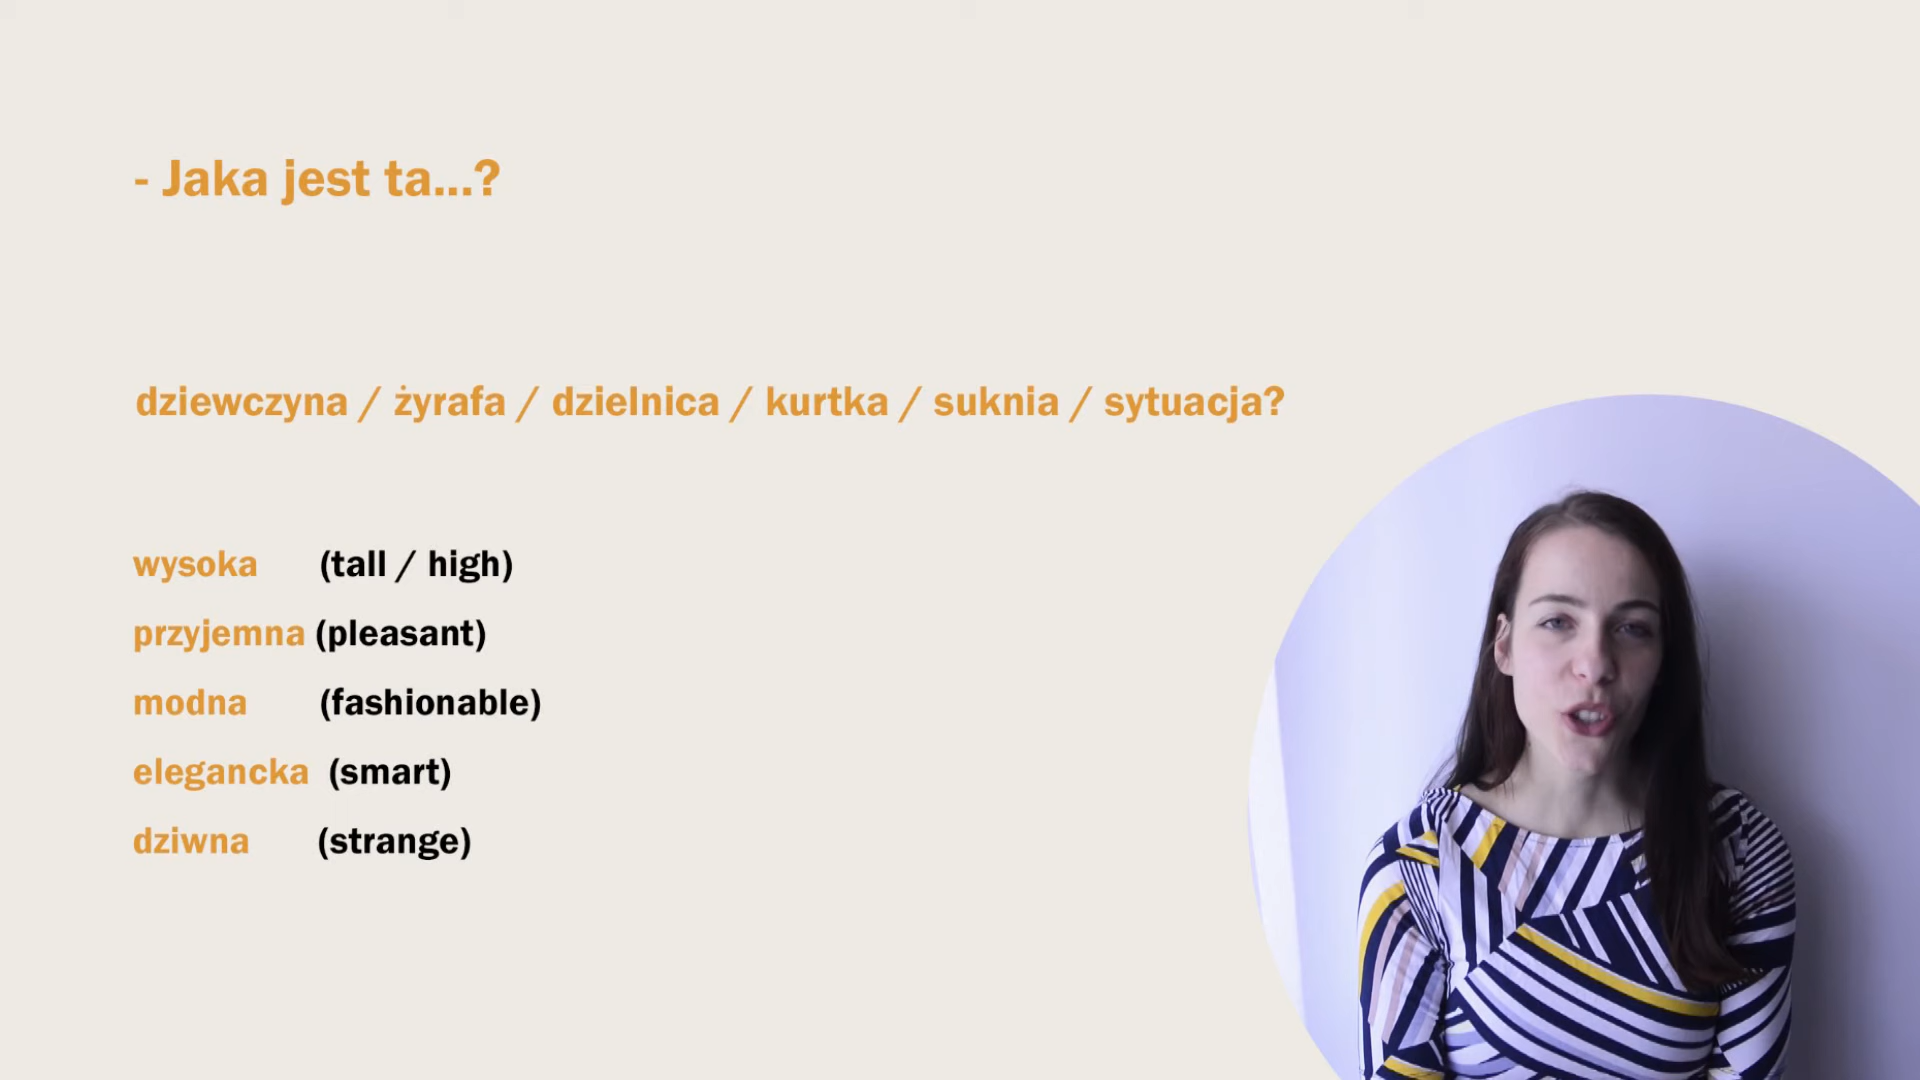 - Jaka jest ta...?
dziewczyna / żyrafa / dzielnica / kurtka / suknia / sytuacja?
wysoka (tall / high)
przyjemna (pleasant)
modna (fashionable)
elegancka (smart)
dziwna (strange)